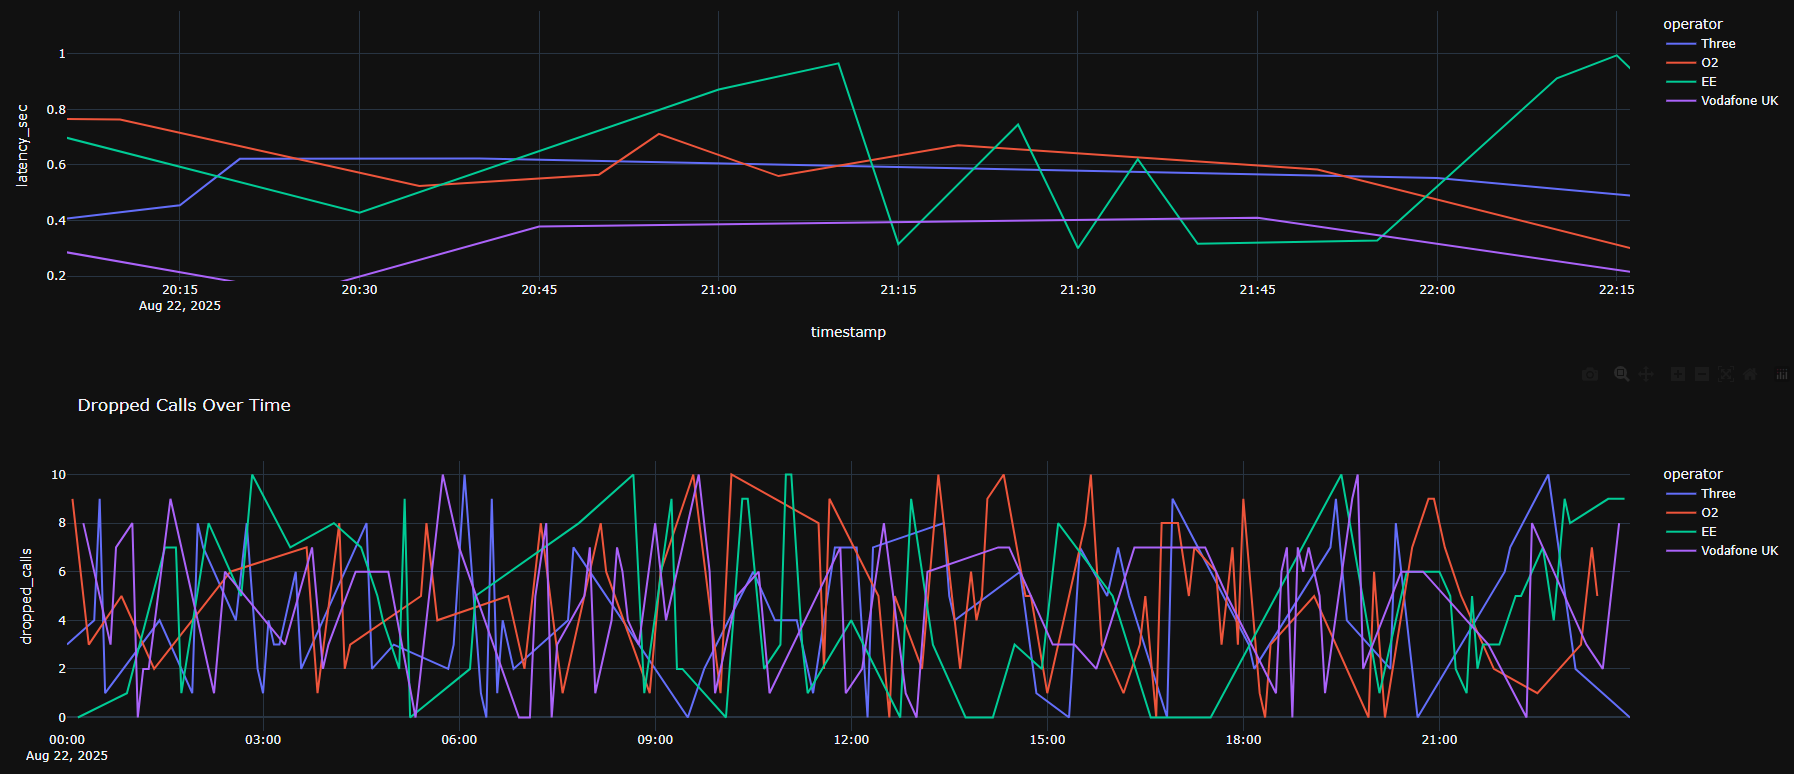 operator
Three
O2
EE
Vodafone UK
latency_sec
1
0.8
0.6
0.4
0.2
20:15 20:30 20:45 21:00 21:15 21:30 21:45 22:00 22:15
Aug 22, 2025
timestamp
Dropped Calls Over Time
operator
Three
O2
EE
Vodafone UK
dropped_calls
10
8
6
4
2
0
00:00 03:00 06:00 09:00 12:00 15:00 18:00 21:00
Aug 22, 2025